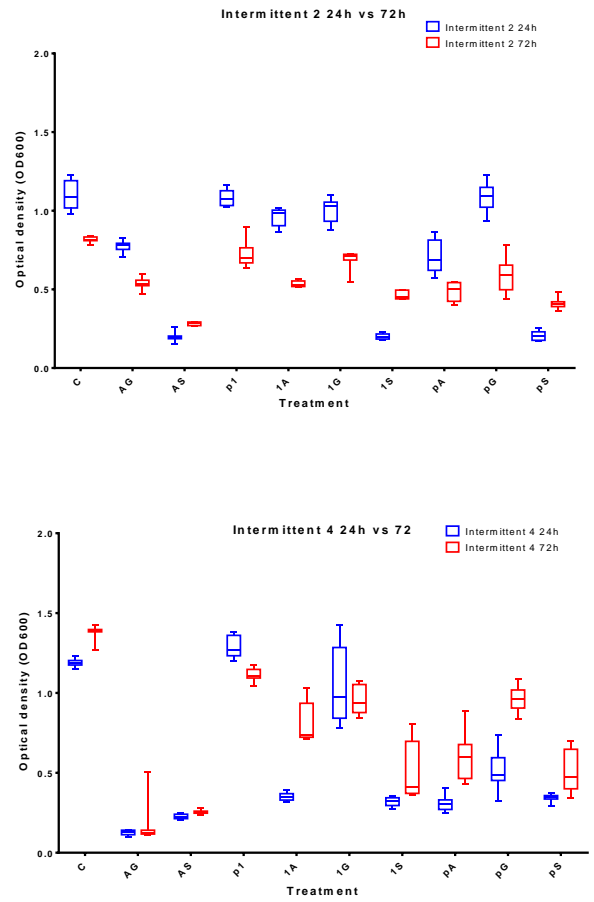 Intermittent 2 24h vs 72h
Intermittent 2 24h
Intermittent 2 72h
2.0
1.5
1.0
0.5
0.0
Optical density (OD600)
C AG AS p1 1A 1G 1S pA pG pS
Treatment
Intermittent 4 24h vs 72
Intermittent 4 24h
Intermittent 4 72h
2.0
1.5
1.0
0.5
0.0
Optical density (OD600)
C AG AS p1 1A 1G 1S pA pG pS
Treatment